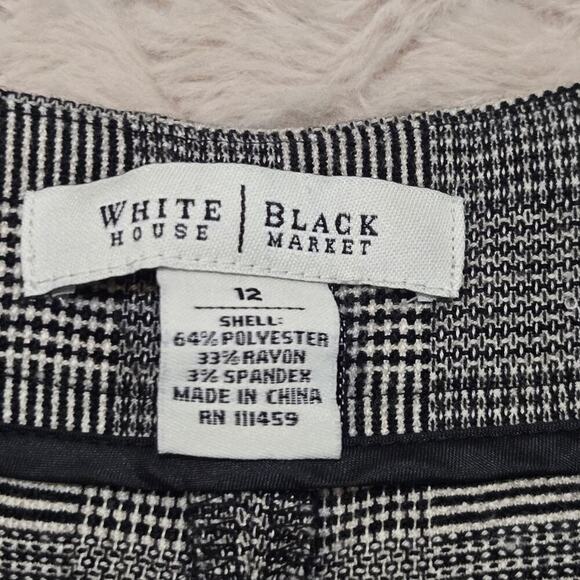 WHITE HOUSE | BLACK MARKET
12
SHELL:
64% POLYESTER
33% RAYON
3% SPANDEX
MADE IN CHINA
RN 111459